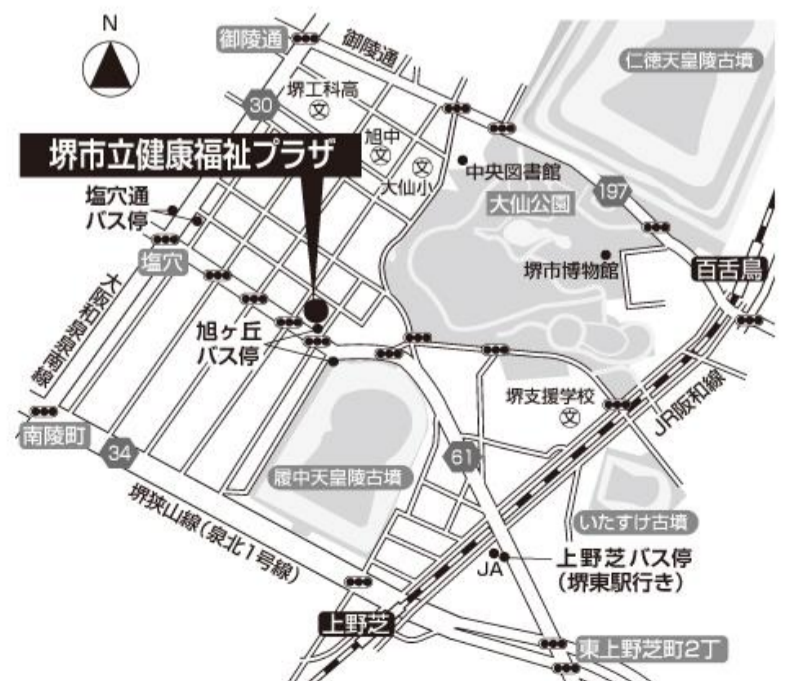 N
御陵通
御陵通
仁徳天皇陵古墳
堺工科高
文
30
旭中
文
堺市立健康福祉プラザ
文
大仙小
中央図書館
大仙公園
197
塩穴通
バス停
塩穴
堺市博物館
百舌鳥
大阪和泉泉南線
旭ヶ丘
バス停
堺支援学校
文
JR阪和線
南陵町
34
61
履中天皇陵古墳
いたすけ古墳
堺狭山線(泉北1号線)
JA
上野芝バス停
(堺東駅行き)
上野芝
東上野芝町2丁